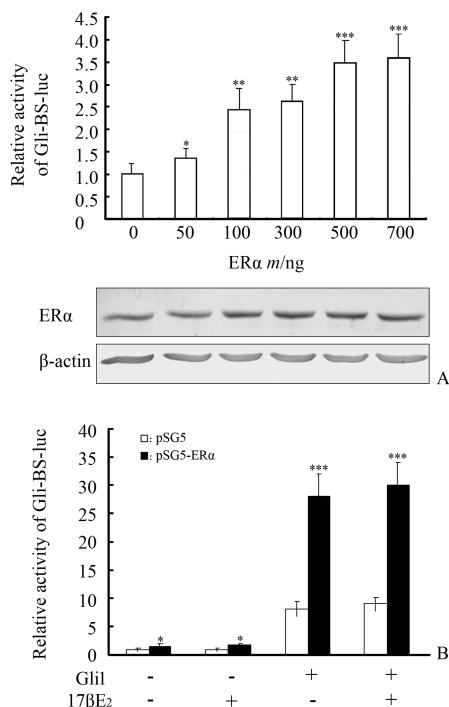 Relative activity
of Gli-BS-luc
4.5
4.0
3.5
3.0
2.5
2.0
1.5
1.0
0.5
0
*
**
**
***
***
0 50 100 300 500 700
ERα m/ng
ERα
β-actin
A
Relative activity of Gli-BS-luc
40
35
30
25
20
15
10
5
0
□: pSG5
■: pSG5-ERα
*
*
***
***
B
Gli1 - - + +
17βE₂ - + - +